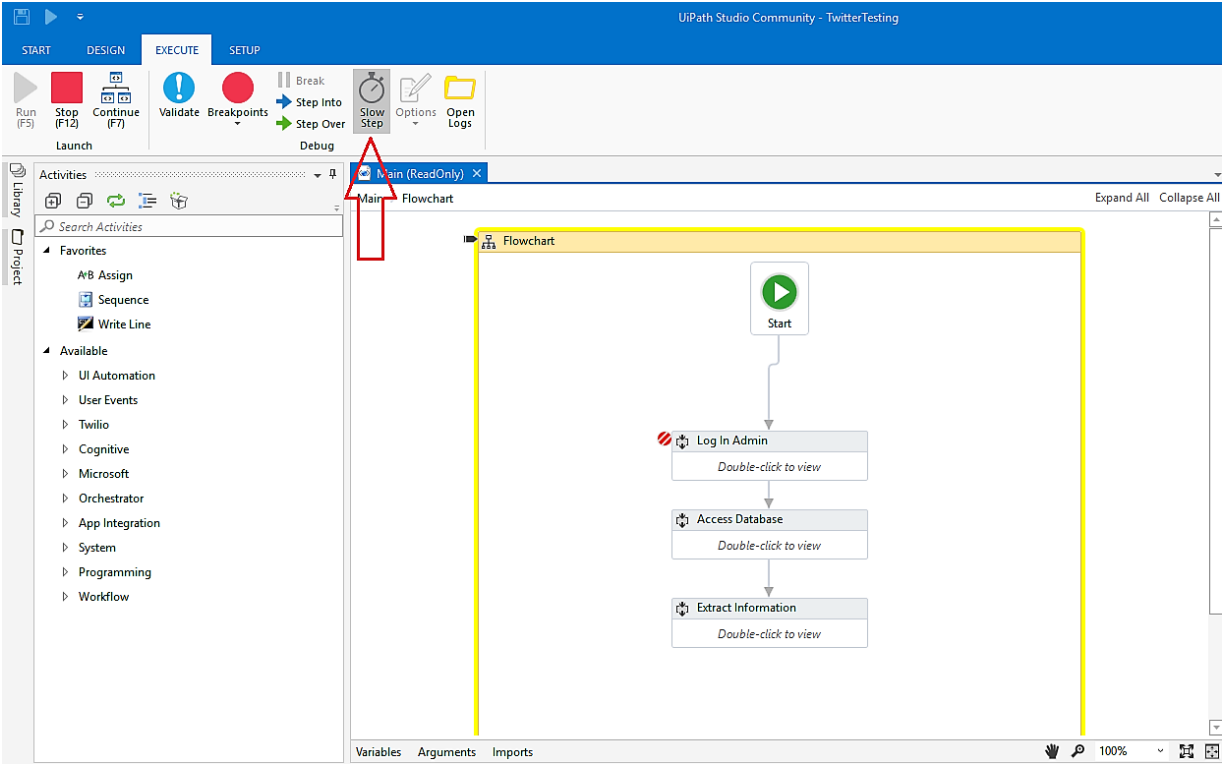 UiPath Studio Community - TwitterTesting
START DESIGN EXECUTE SETUP
Run
(F5)
Stop
(F12)
Continue
(F7)
Launch
Validate
Breakpoints
Break
Step Into
Step Over
Slow
Step
Options
Open
Logs
Debug
Library
Project
Activities
Search Activities
Favorites
A+B Assign
Sequence
Write Line
Available
UI Automation
User Events
Twilio
Cognitive
Microsoft
Orchestrator
App Integration
System
Programming
Workflow
Main (ReadOnly)
Main Flowchart
Expand All Collapse All
Flowchart
Start
Log In Admin
Double-click to view
Access Database
Double-click to view
Extract Information
Double-click to view
Variables Arguments Imports
100%